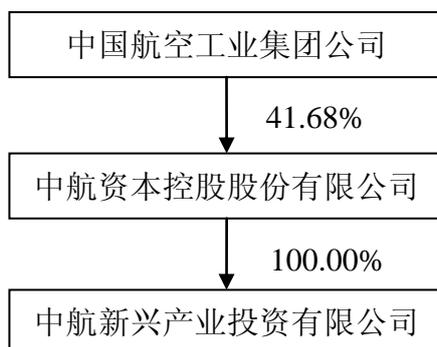 中国航空工业集团公司
41.68%
中航资本控股股份有限公司
100.00%
中航新兴产业投资有限公司